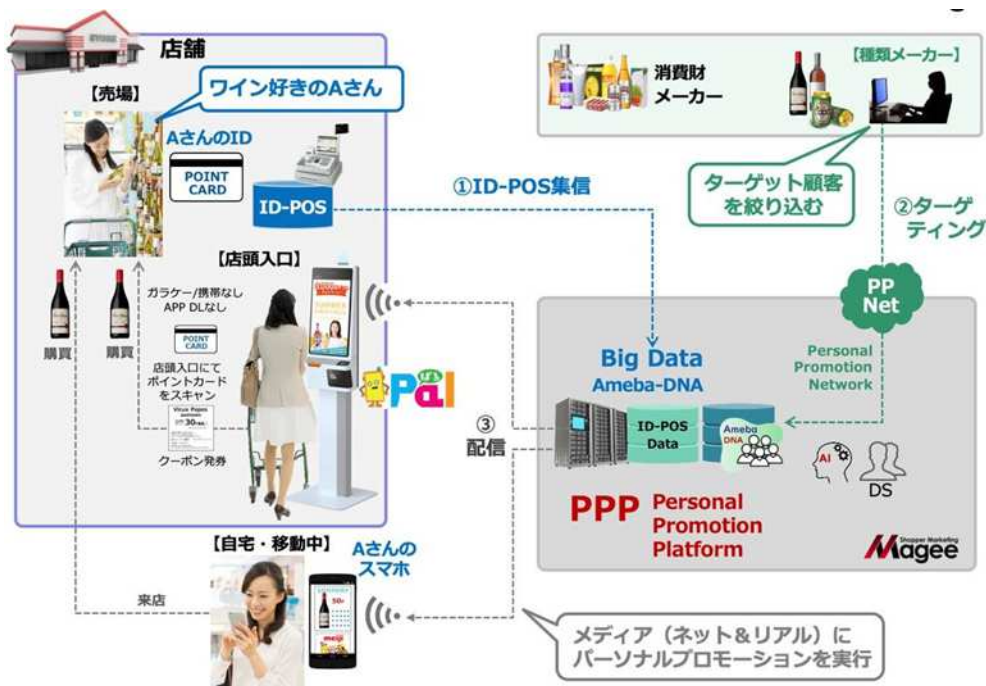 店舗
【売場】
ワイン好きのAさん
AさんのID
POINT
CARD
ID-POS
①ID-POS集信
消費財
メーカー
【種類メーカー】
ターゲット顧客
を絞り込む
②ターゲ
ティング
PP
Net
Personal
Promotion
Network
【店頭入口】
ガラケー/携帯なし
APP DLなし
POINT
CARD
店頭入口にて
ポイントカード
をスキャン
クーポン発券
購買
購買
ぱる
Pal
③
配信
Big Data
Ameba-DNA
ID-POS
Data
Ameba
DNA
AI
DS
PPP
Personal
Promotion
Platform
Shopper Marketing
Magee
【自宅・移動中】
Aさんの
スマホ
meiji
来店
メディア（ネット＆リアル）に
パーソナルプロモーションを実行